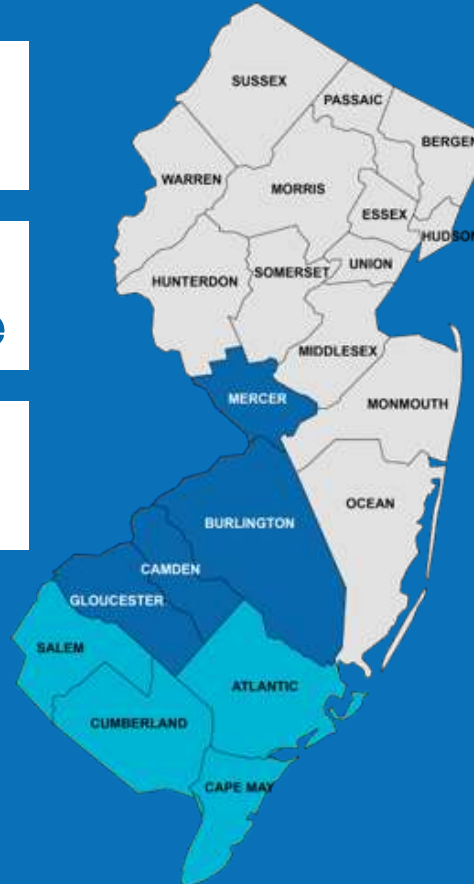 SUSSEX
PASSAIC
BERGEN
WARREN
MORRIS
ESSEX
HUDSON
HUNTERDON
SOMERSET
UNION
MIDDLESEX
MERCER
MONMOUTH
OCEAN
BURLINGTON
CAMDEN
GLOUCESTER
SALEM
ATLANTIC
CUMBERLAND
CAPE MAY
e